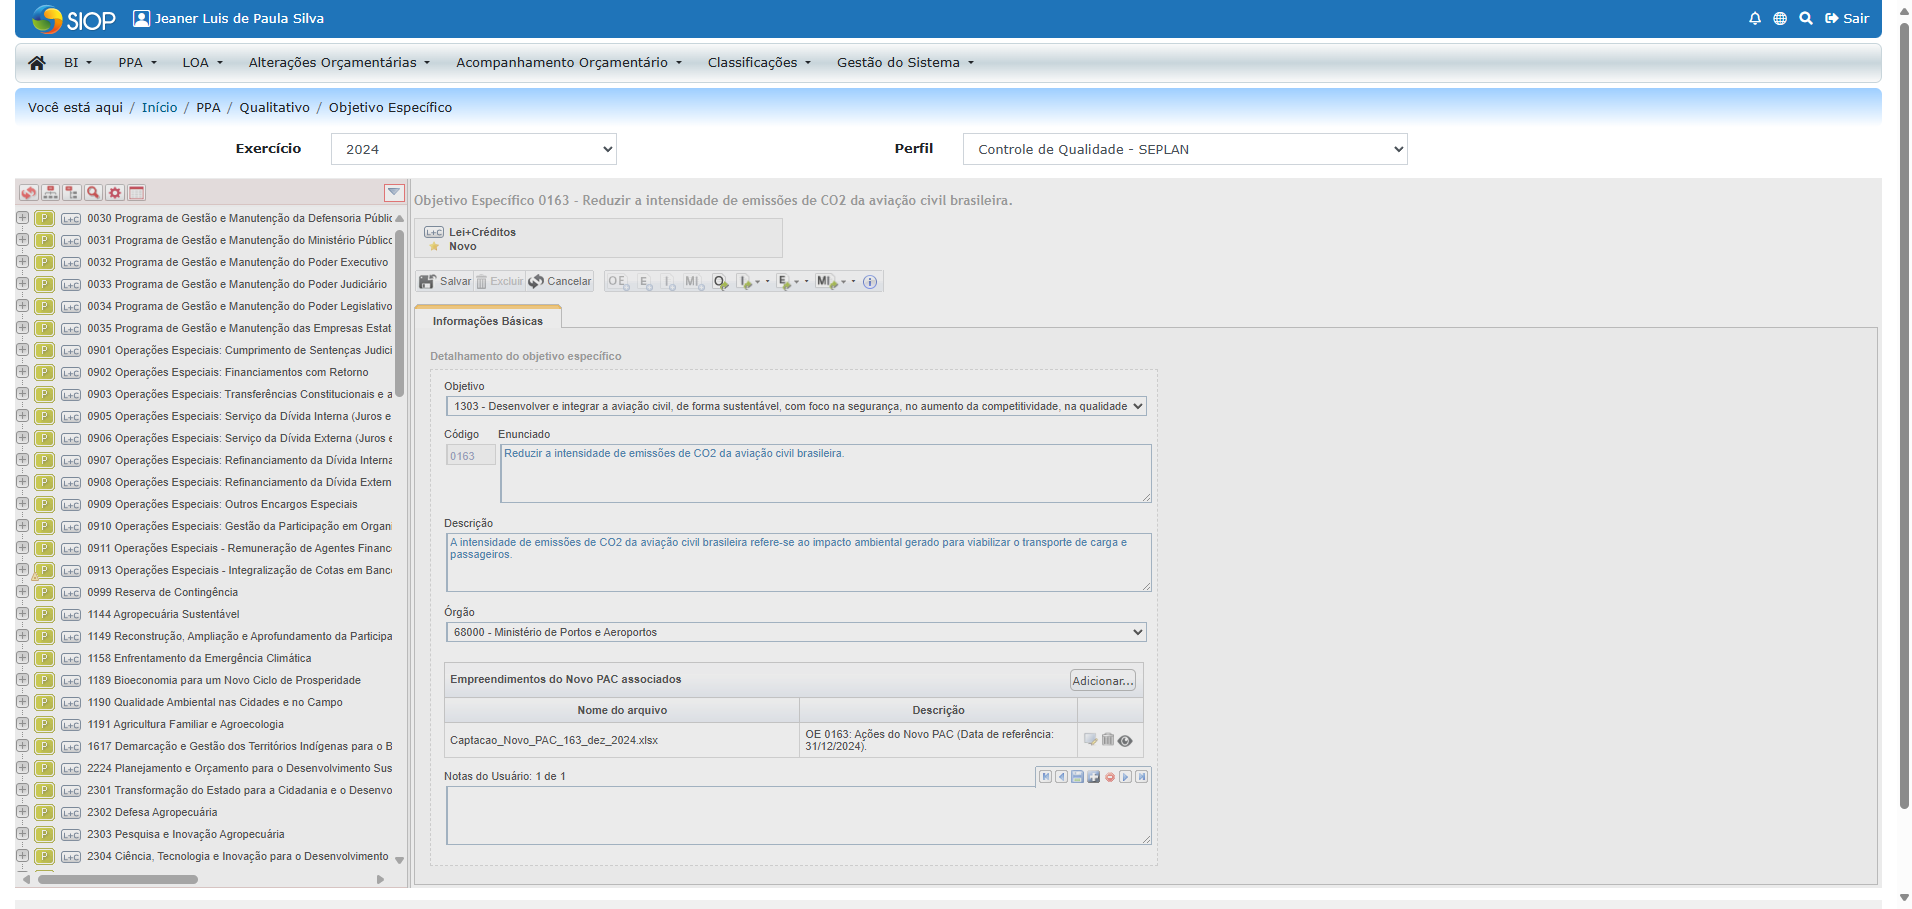 SIOP
Jeaner Luis de Paula Silva
Sair
BI
PPA
LOA
Alterações Orçamentárias
Acompanhamento Orçamentário
Classificações
Gestão do Sistema
Você está aqui / Início / PPA / Qualitativo / Objetivo Específico
Exercício
2024
Perfil
Controle de Qualidade - SEPLAN
P L+C 0030 Programa de Gestão e Manutenção da Defensoria Públic
P L+C 0031 Programa de Gestão e Manutenção do Ministério Público
P L+C 0032 Programa de Gestão e Manutenção do Poder Executivo
P L+C 0033 Programa de Gestão e Manutenção do Poder Judiciário
P L+C 0034 Programa de Gestão e Manutenção do Poder Legislativo
P L+C 0035 Programa de Gestão e Manutenção das Empresas Estat
P L+C 0901 Operações Especiais: Cumprimento de Sentenças Judici
P L+C 0902 Operações Especiais: Financiamentos com Retorno
P L+C 0903 Operações Especiais: Transferências Constitucionais e a
P L+C 0905 Operações Especiais: Serviço da Dívida Interna (Juros e
P L+C 0906 Operações Especiais: Serviço da Dívida Externa (Juros e
P L+C 0907 Operações Especiais: Refinanciamento da Dívida Interna
P L+C 0908 Operações Especiais: Refinanciamento da Dívida Extern
P L+C 0909 Operações Especiais: Outros Encargos Especiais
P L+C 0910 Operações Especiais: Gestão da Participação em Organi
P L+C 0911 Operações Especiais - Remuneração de Agentes Financ
P L+C 0913 Operações Especiais - Integralização de Cotas em Banc
P L+C 0999 Reserva de Contingência
P L+C 1144 Agropecuária Sustentável
P L+C 1149 Reconstrução, Ampliação e Aprofundamento da Participa
P L+C 1158 Enfrentamento da Emergência Climática
P L+C 1189 Bioeconomia para um Novo Ciclo de Prosperidade
P L+C 1190 Qualidade Ambiental nas Cidades e no Campo
P L+C 1191 Agricultura Familiar e Agroecologia
P L+C 1617 Demarcação e Gestão dos Territórios Indígenas para o B
P L+C 2224 Planejamento e Orçamento para o Desenvolvimento Sus
P L+C 2301 Transformação do Estado para a Cidadania e o Desenvo
P L+C 2302 Defesa Agropecuária
P L+C 2303 Pesquisa e Inovação Agropecuária
P L+C 2304 Ciência, Tecnologia e Inovação para o Desenvolvimento
Objetivo Específico 0163 - Reduzir a intensidade de emissões de CO2 da aviação civil brasileira.
L+C Lei+Créditos
Novo
Salvar Excluir Cancelar OE E I MI O I E MI
Informações Básicas
Detalhamento do objetivo específico
Objetivo
1303 - Desenvolver e integrar a aviação civil, de forma sustentável, com foco na segurança, no aumento da competitividade, na qualidade
Código Enunciado
0163
Reduzir a intensidade de emissões de CO2 da aviação civil brasileira.
Descrição
A intensidade de emissões de CO2 da aviação civil brasileira refere-se ao impacto ambiental gerado para viabilizar o transporte de carga e
passageiros.
Órgão
68000 - Ministério de Portos e Aeroportos
Empreendimentos do Novo PAC associados
Adicionar...
Nome do arquivo Descrição
Captacao_Novo_PAC_163_dez_2024.xlsx
OE 0163: Ações do Novo PAC (Data de referência:
31/12/2024).
Notas do Usuário: 1 de 1